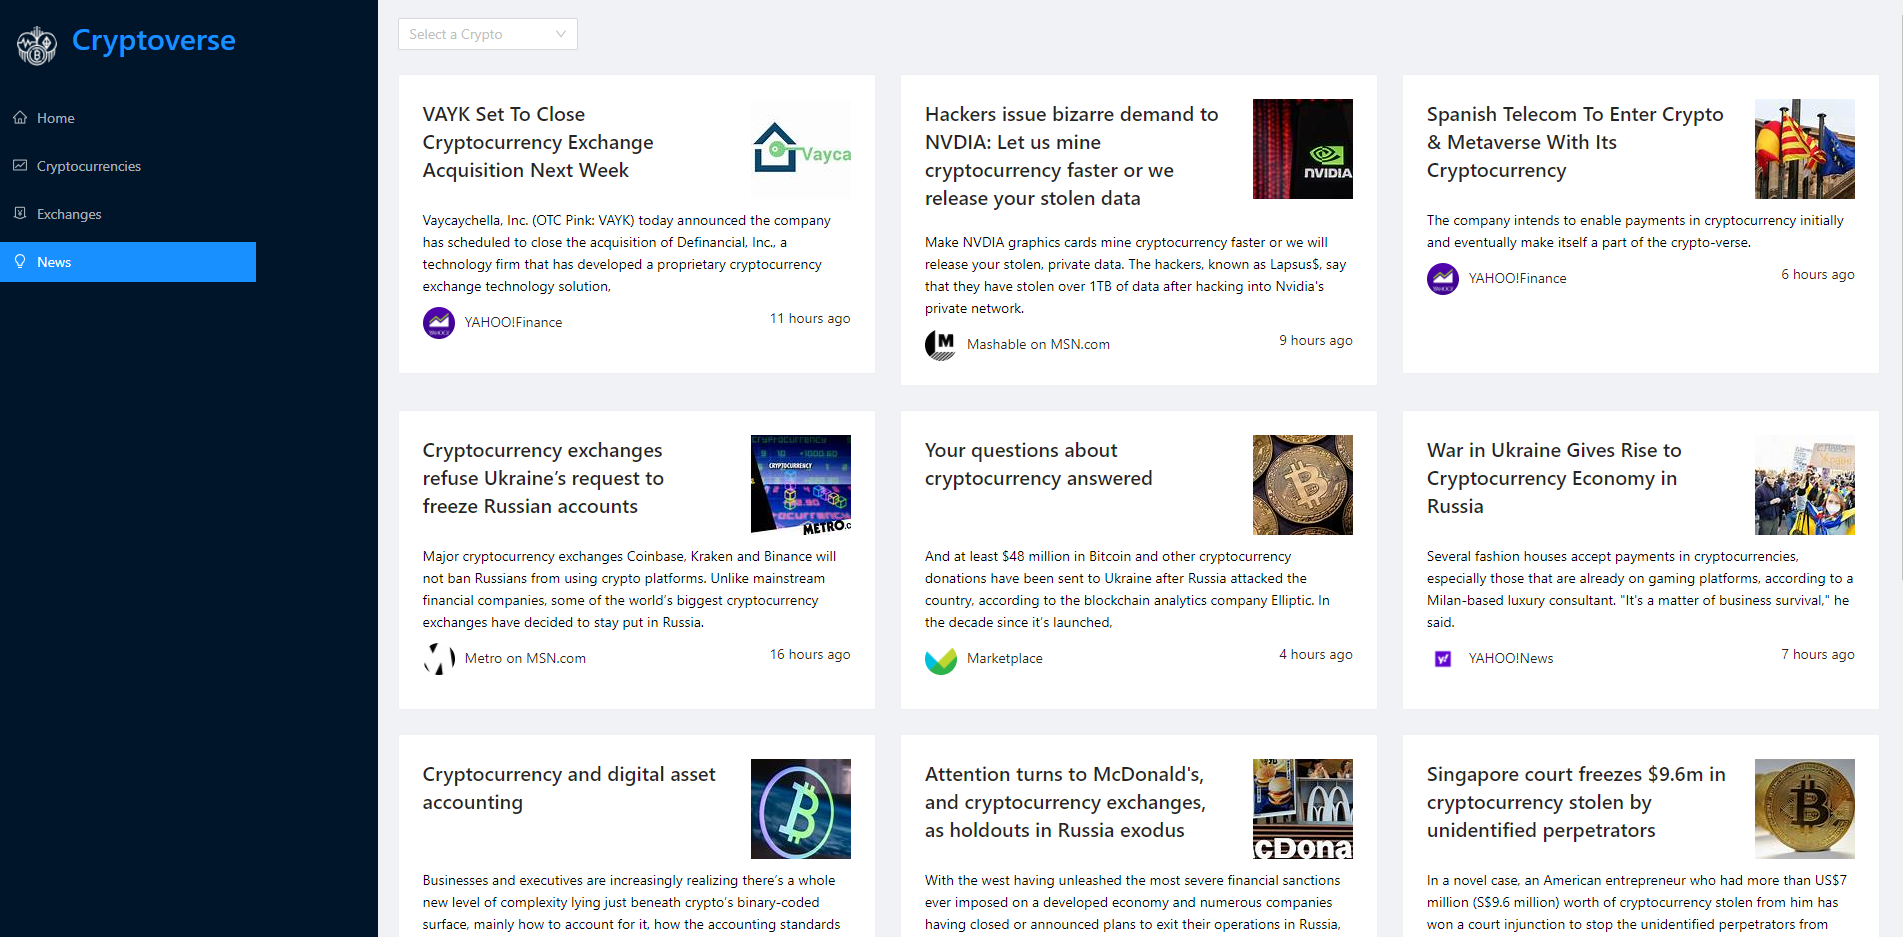 Cryptoverse
Home
Cryptocurrencies
Exchanges
News
Select a Crypto
VAYK Set To Close
Cryptocurrency Exchange
Acquisition Next Week
Vayca
Vaycaychella, Inc. (OTC Pink: VAYK) today announced the company
has scheduled to close the acquisition of Definancial, Inc., a
technology firm that has developed a proprietary cryptocurrency
exchange technology solution,
YAHOO!Finance
11 hours ago
Hackers issue bizarre demand to
NVDIA: Let us mine
cryptocurrency faster or we
release your stolen data
NVIDIA
Make NVDIA graphics cards mine cryptocurrency faster or we will
release your stolen, private data. The hackers, known as Lapsus$, say
that they have stolen over 1TB of data after hacking into Nvidia's
private network.
M
Mashable on MSN.com
9 hours ago
Spanish Telecom To Enter Crypto
& Metaverse With Its
Cryptocurrency
The company intends to enable payments in cryptocurrency initially
and eventually make itself a part of the crypto-verse.
YAHOO!Finance
6 hours ago
Cryptocurrency exchanges
refuse Ukraine’s request to
freeze Russian accounts
CRYPTOCURRENCY
METRO.c
Major cryptocurrency exchanges Coinbase, Kraken and Binance will
not ban Russians from using crypto platforms. Unlike mainstream
financial companies, some of the world’s biggest cryptocurrency
exchanges have decided to stay put in Russia.
Metro on MSN.com
16 hours ago
Your questions about
cryptocurrency answered
And at least $48 million in Bitcoin and other cryptocurrency
donations have been sent to Ukraine after Russia attacked the
country, according to the blockchain analytics company Elliptic. In
the decade since it’s launched,
Marketplace
4 hours ago
War in Ukraine Gives Rise to
Cryptocurrency Economy in
Russia
Several fashion houses accept payments in cryptocurrencies,
especially those that are already on gaming platforms, according to a
Milan-based luxury consultant. "It's a matter of business survival," he
said.
y!
YAHOO!News
7 hours ago
Cryptocurrency and digital asset
accounting
Businesses and executives are increasingly realizing there’s a whole
new level of complexity lying just beneath crypto’s binary-coded
surface, mainly how to account for it, how the accounting standards
Attention turns to McDonald's,
and cryptocurrency exchanges,
as holdouts in Russia exodus
cDona
With the west having unleashed the most severe financial sanctions
ever imposed on a developed economy and numerous companies
having closed or announced plans to exit their operations in Russia,
Singapore court freezes $9.6m in
cryptocurrency stolen by
unidentified perpetrators
In a novel case, an American entrepreneur who had more than US$7
million (S$9.6 million) worth of cryptocurrency stolen from him has
won a court injunction to stop the unidentified perpetrators from